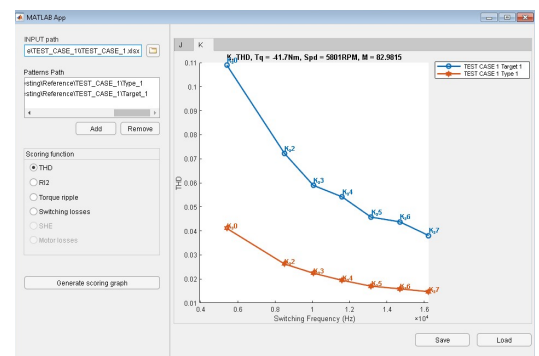 MATLAB App
INPUT path
e\TEST_CASE_10\TEST_CASE_1.xlsx
Patterns Path
esting\Reference\TEST_CASE_1\Type_1
esting\Reference\TEST_CASE_1\Target_1
Add Remove
Scoring function
THD
RI2
Torque ripple
Switching losses
SHE
Motor losses
Generate scoring graph
J K
THD, Tq = -41.7Nm, Spd = 5801RPM, M = 82.9815
TEST CASE 1 Target 1
TEST CASE 1 Type 1
0.11
0.1
0.09
0.08
0.07
0.06
0.05
0.04
0.03
0.02
0.01
THD
K,2
K,3
K,4
K,5
K,6
K,7
K,0
K,2
K,3
K,4
K,5
K,6
K,7
0.4 0.6 0.8 1 1.2 1.4 1.6
×10⁴
Switching Frequency (Hz)
Save Load